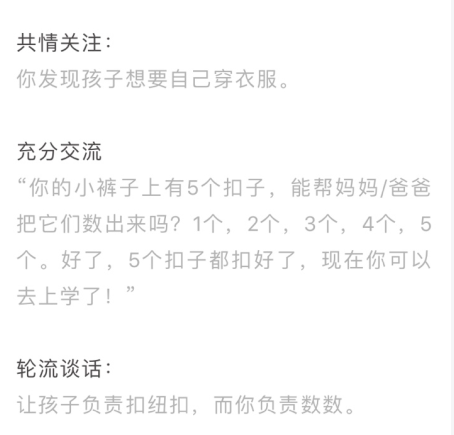 共情关注：
你发现孩子想要自己穿衣服。
充分交流
“你的小裤子上有5个扣子，能帮妈妈/爸爸
把它们数出来吗？1个，2个，3个，4个，5
个。好了，5个扣子都扣好了，现在你可以
去上学了！”
轮流谈话：
让孩子负责扣纽扣，而你负责数数。